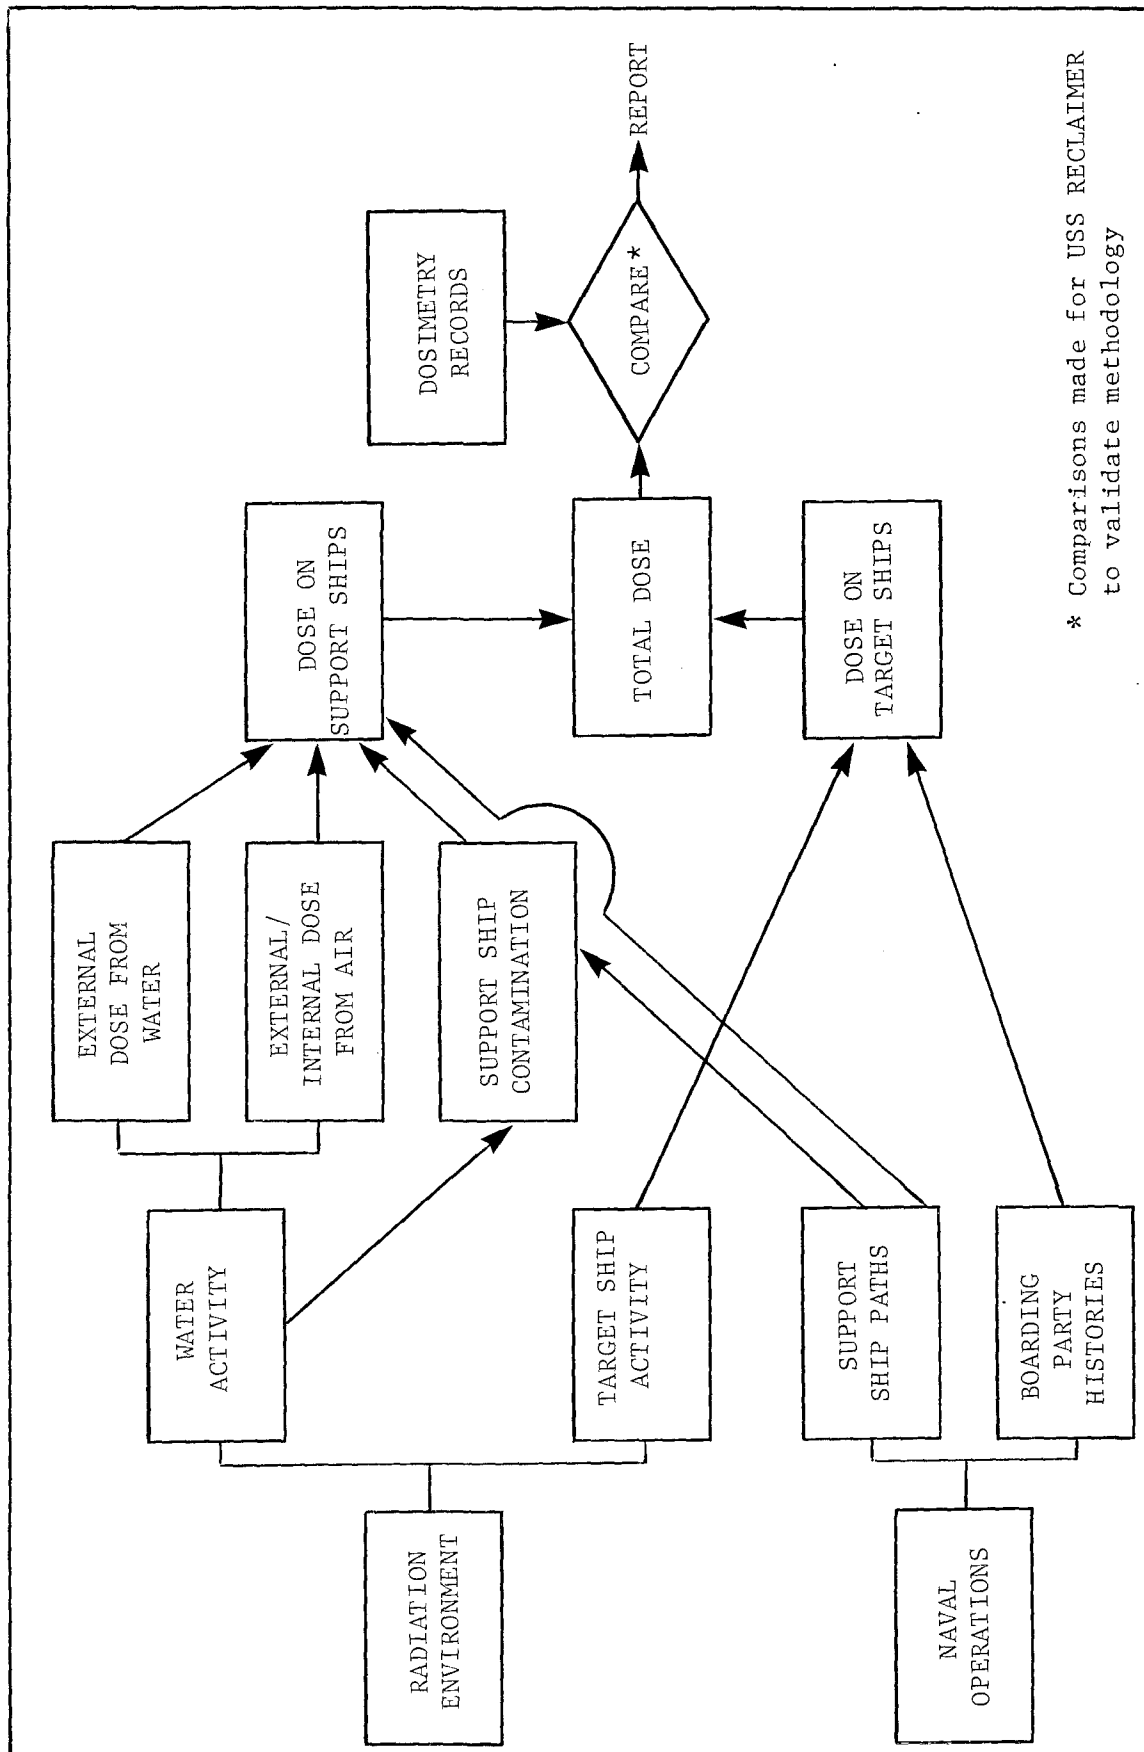 RADIATION
ENVIRONMENT
NAVAL
OPERATIONS
WATER
ACTIVITY
TARGET SHIP
ACTIVITY
SUPPORT
SHIP PATHS
BOARDING
PARTY
HISTORIES
EXTERNAL
DOSE FROM
WATER
EXTERNAL/
INTERNAL DOSE
FROM AIR
SUPPORT SHIP
CONTAMINATION
DOSE ON
SUPPORT SHIPS
TOTAL DOSE
DOSE ON
TARGET SHIPS
DOSIMETRY
RECORDS
COMPARE*
REPORT
* Comparisons made for USS RECLAIMER
to validate methodology